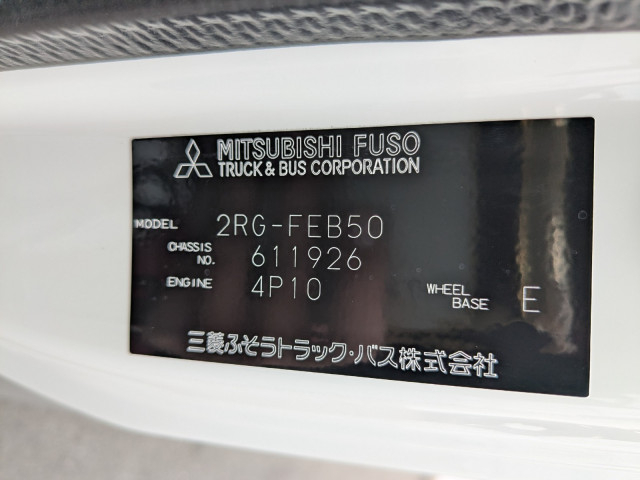 MITSUBISHI FUSO
TRUCK & BUS CORPORATION
MODEL 2RG-FEB50
CHASSIS NO. 611926
ENGINE 4P10 WHEEL BASE E
三菱ふそうトラック・バス株式会社